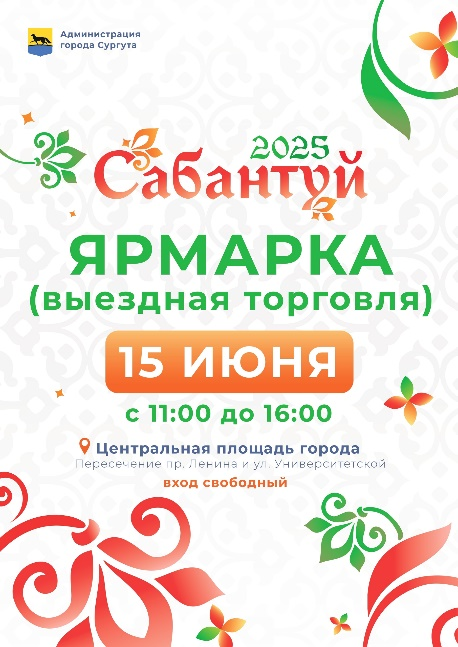 Администрация
города Сургута
2025
Сабантуй
ЯРМАРКА
(выездная торговля)
15 ИЮНЯ
с 11:00 до 16:00
Центральная площадь города
Пересечение пр. Ленина и ул. Университетской
вход свободный